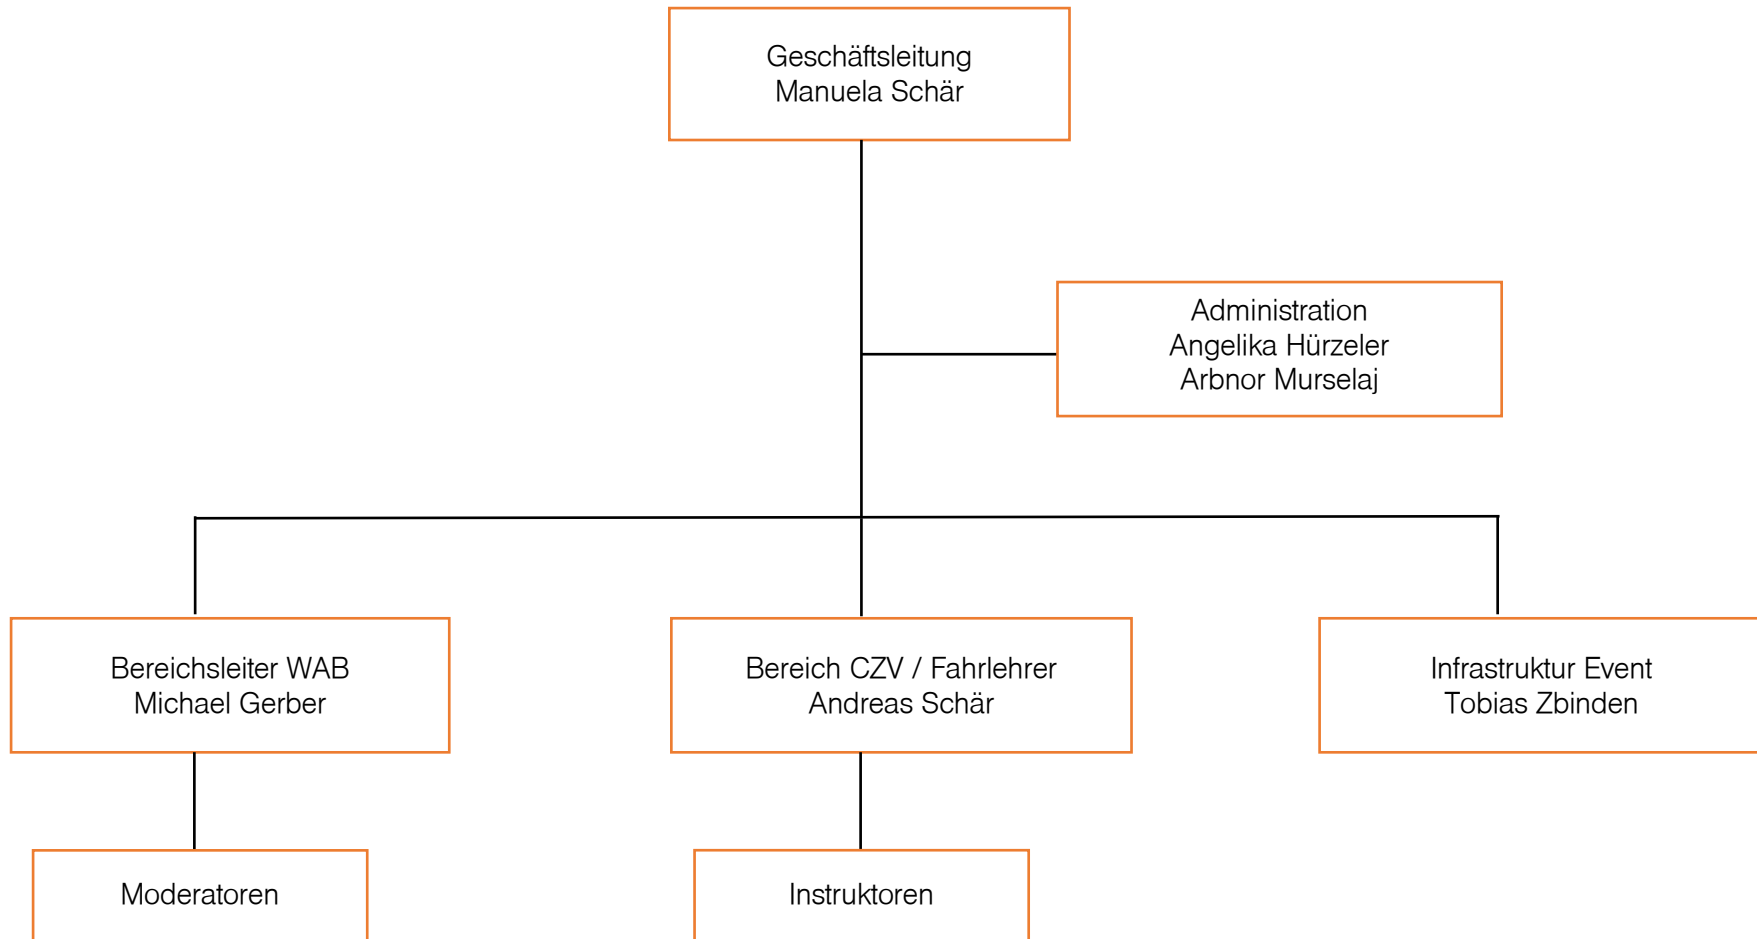 Geschäftsleitung
Manuela Schär
Administration
Angelika Hürzeler
Arbnor Murselaj
Bereichsleiter WAB
Michael Gerber
Bereich CZV / Fahrlehrer
Andreas Schär
Infrastruktur Event
Tobias Zbinden
Moderatoren
Instruktoren